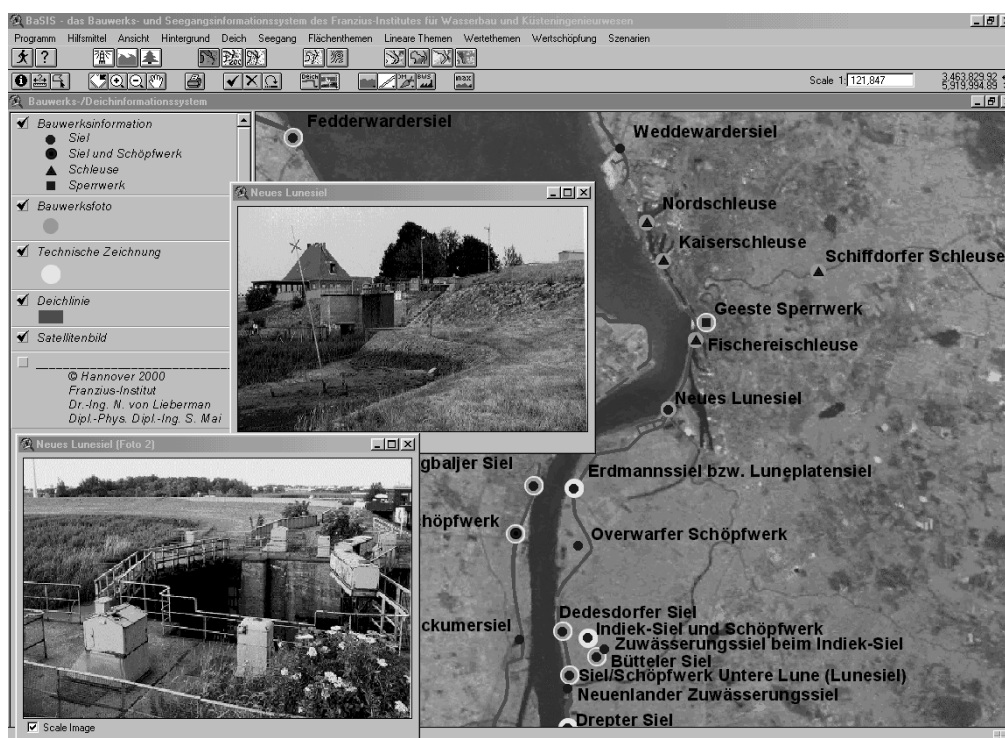 BaSIS - das Bauwerks- und Seegangsinformationssystem des Franzius-Institutes für Wasserbau und Küsteningenieurwesen
Programm Hilfsmittel Ansicht Hintergrund Deich Seegang Flächenthemen Lineare Themen Wertethemen Wertschöpfung Szenarien
Scale 1: 121,847
3,463,829.92
5,919,994.89
Bauwerks-/Deichinformationssystem
Bauwerksinformation
Siel
Siel und Schöpfwerk
Schleuse
Sperrwerk
Bauwerksfoto
Technische Zeichnung
Deichlinie
Satellitenbild
© Hannover 2000
Franzius-Institut
Dr.-Ing. N. von Lieberman
Dipl.-Phys. Dipl.-Ing. S. Mai
Neues Lunesiel
Neues Lunesiel (Foto 2)
Scale Image
Fedderwardersiel
Weddewardersiel
Nordschleuse
Kaiserschleuse
Schiffdorfer Schleuse
Geeste Sperrwerk
Fischereischleuse
Neues Lunesiel
gbaljer Siel
Erdmannssiel bzw. Luneplatensiel
chöpfwerk
Overwarfer Schöpfwerk
Dedesdorfer Siel
Indiek-Siel und Schöpfwerk
ckumersiel
Zuwässerungssiel beim Indiek-Siel
Bütteler Siel
Siel/Schöpfwerk Untere Lune (Lunesiel)
Neuenlander Zuwässerungssiel
Drepter Siel